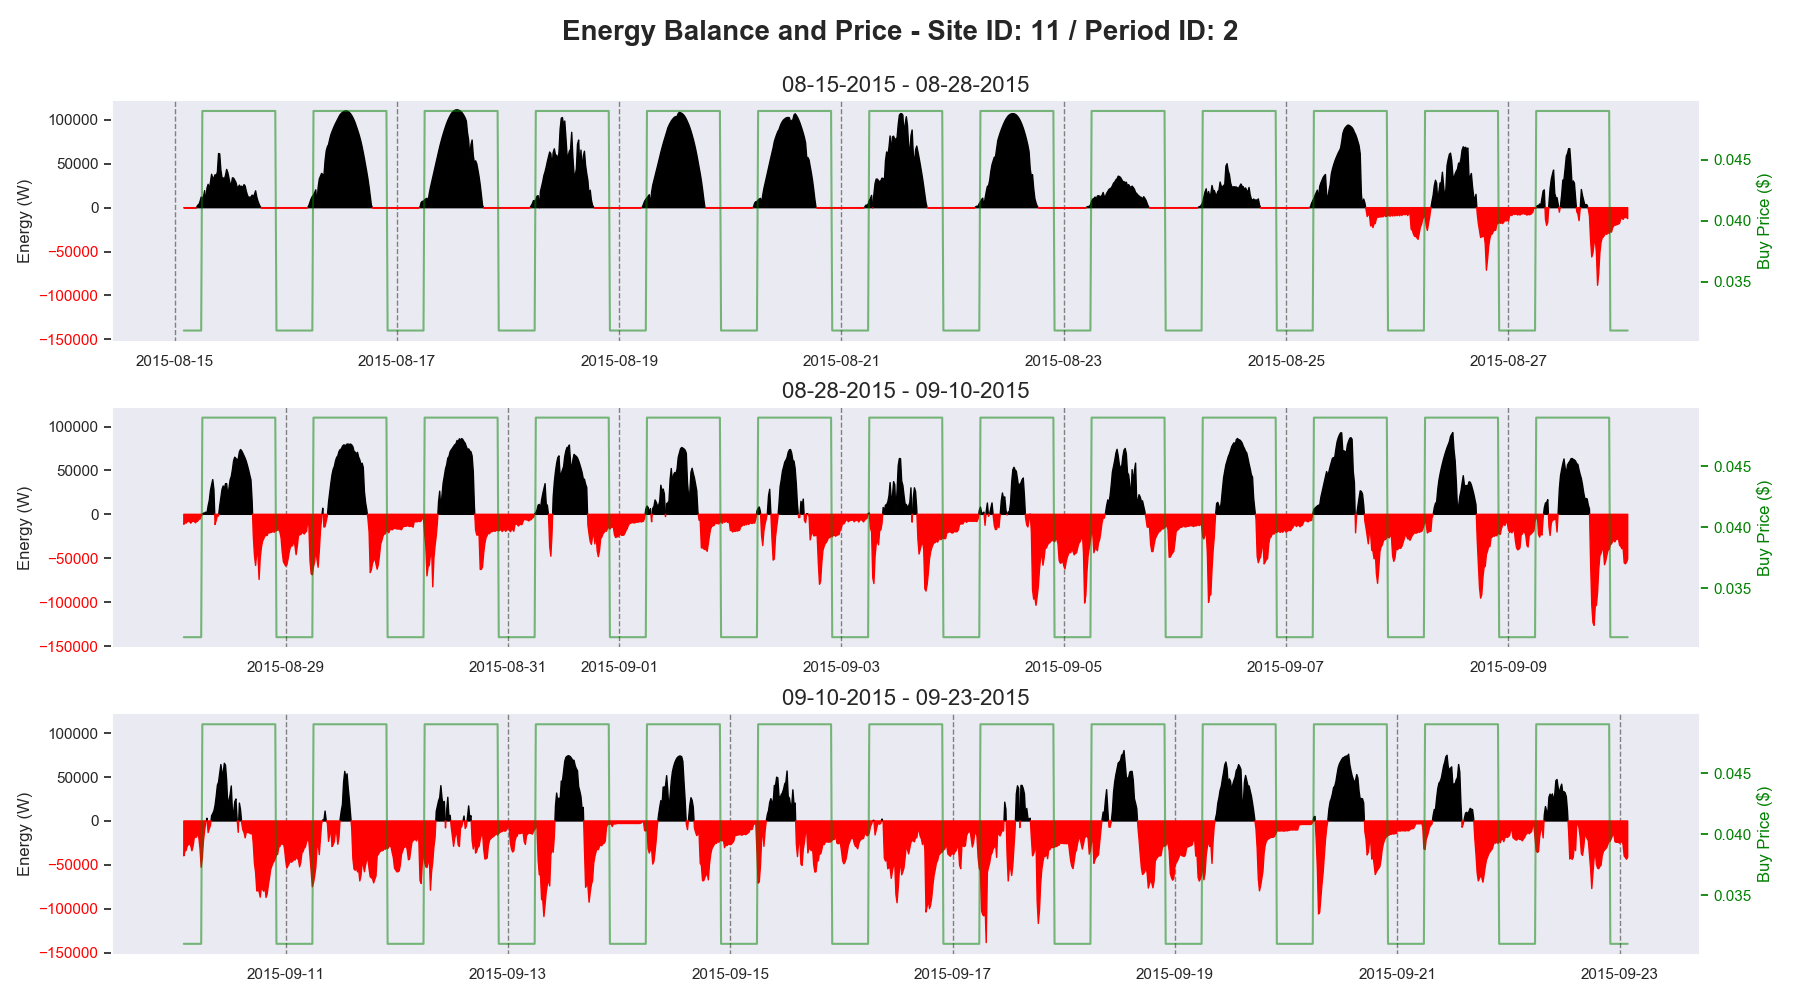 Energy Balance and Price - Site ID: 11 / Period ID: 2
08-15-2015 - 08-28-2015
Energy (W)
100000
50000
0
−50000
−100000
−150000
0.045
0.040
0.035
Buy Price ($)
2015-08-15 2015-08-17 2015-08-19 2015-08-21 2015-08-23 2015-08-25 2015-08-27
08-28-2015 - 09-10-2015
Energy (W)
100000
50000
0
−50000
−100000
−150000
0.045
0.040
0.035
Buy Price ($)
2015-08-29 2015-08-31 2015-09-01 2015-09-03 2015-09-05 2015-09-07 2015-09-09
09-10-2015 - 09-23-2015
Energy (W)
100000
50000
0
−50000
−100000
−150000
0.045
0.040
0.035
Buy Price ($)
2015-09-11 2015-09-13 2015-09-15 2015-09-17 2015-09-19 2015-09-21 2015-09-23